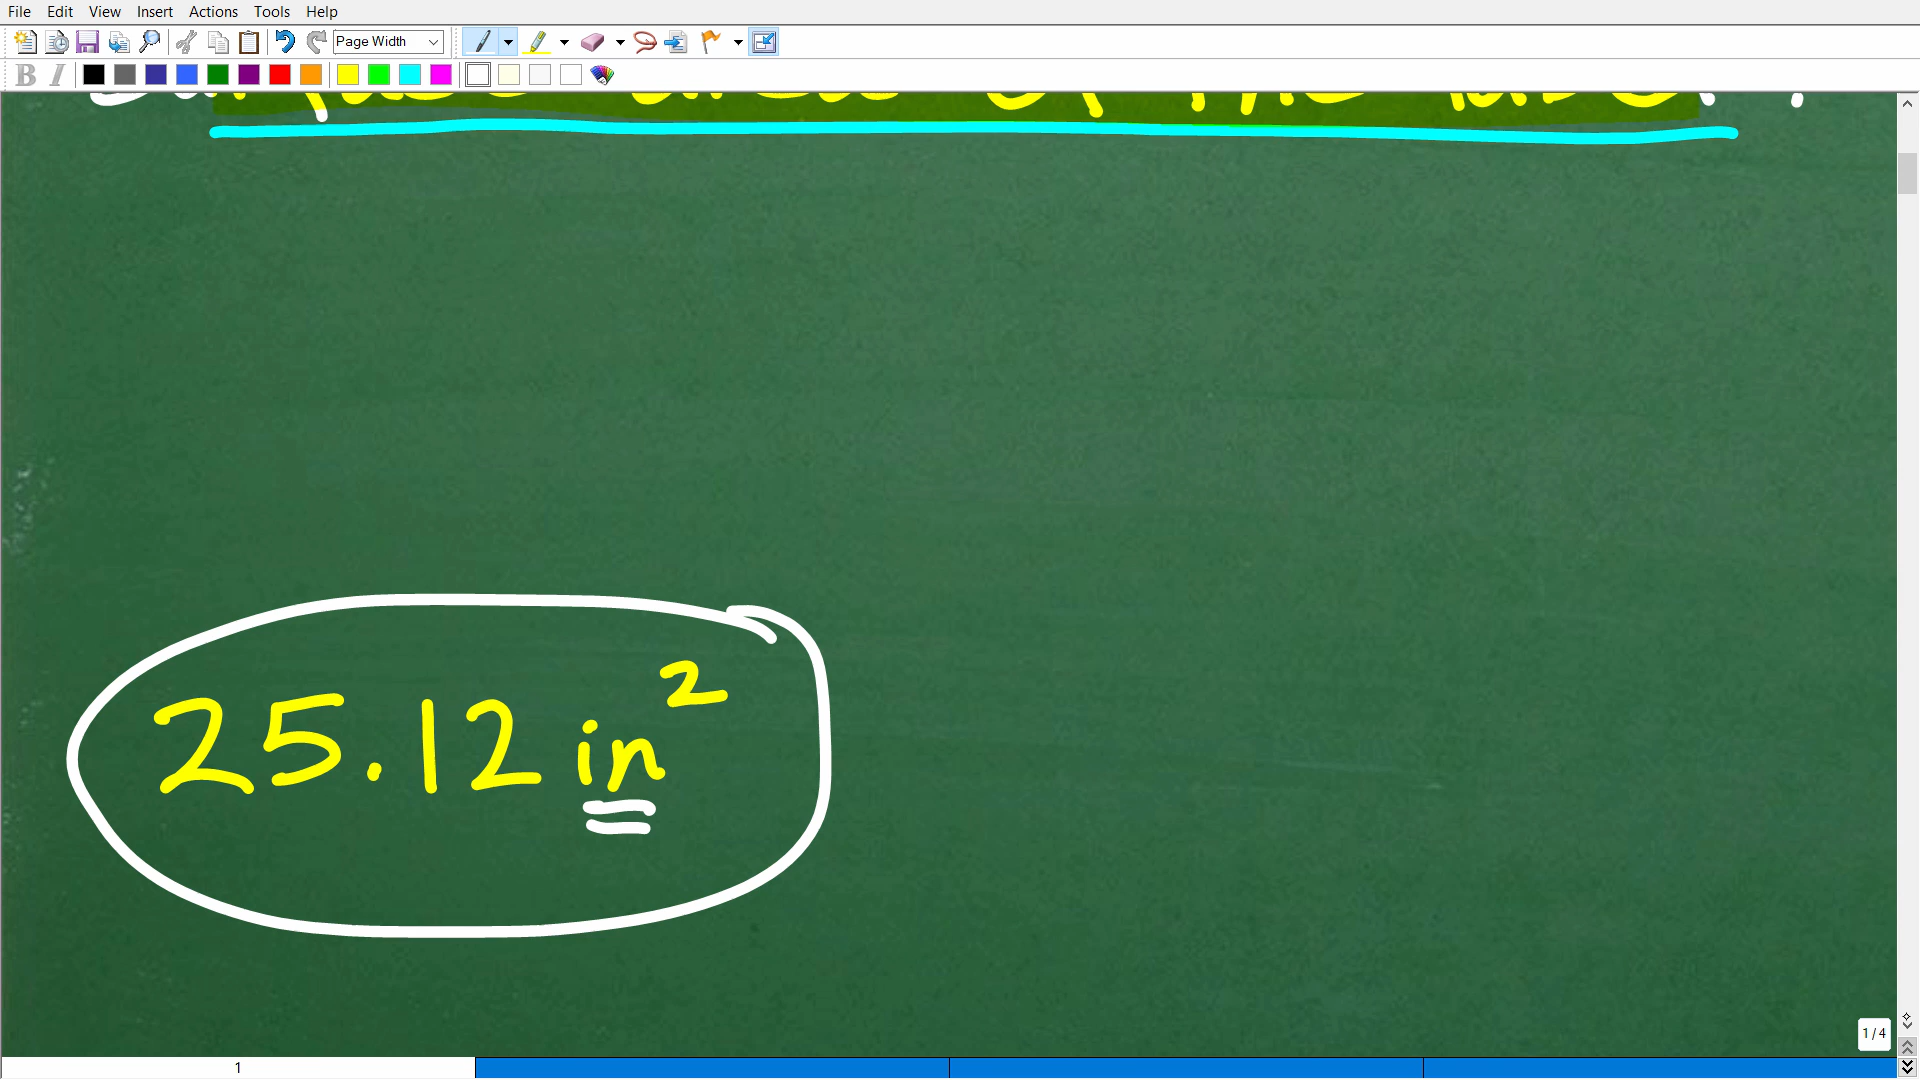 File Edit View Insert Actions Tools Help
Page Width
B I
25.12 in²
1 / 4
1